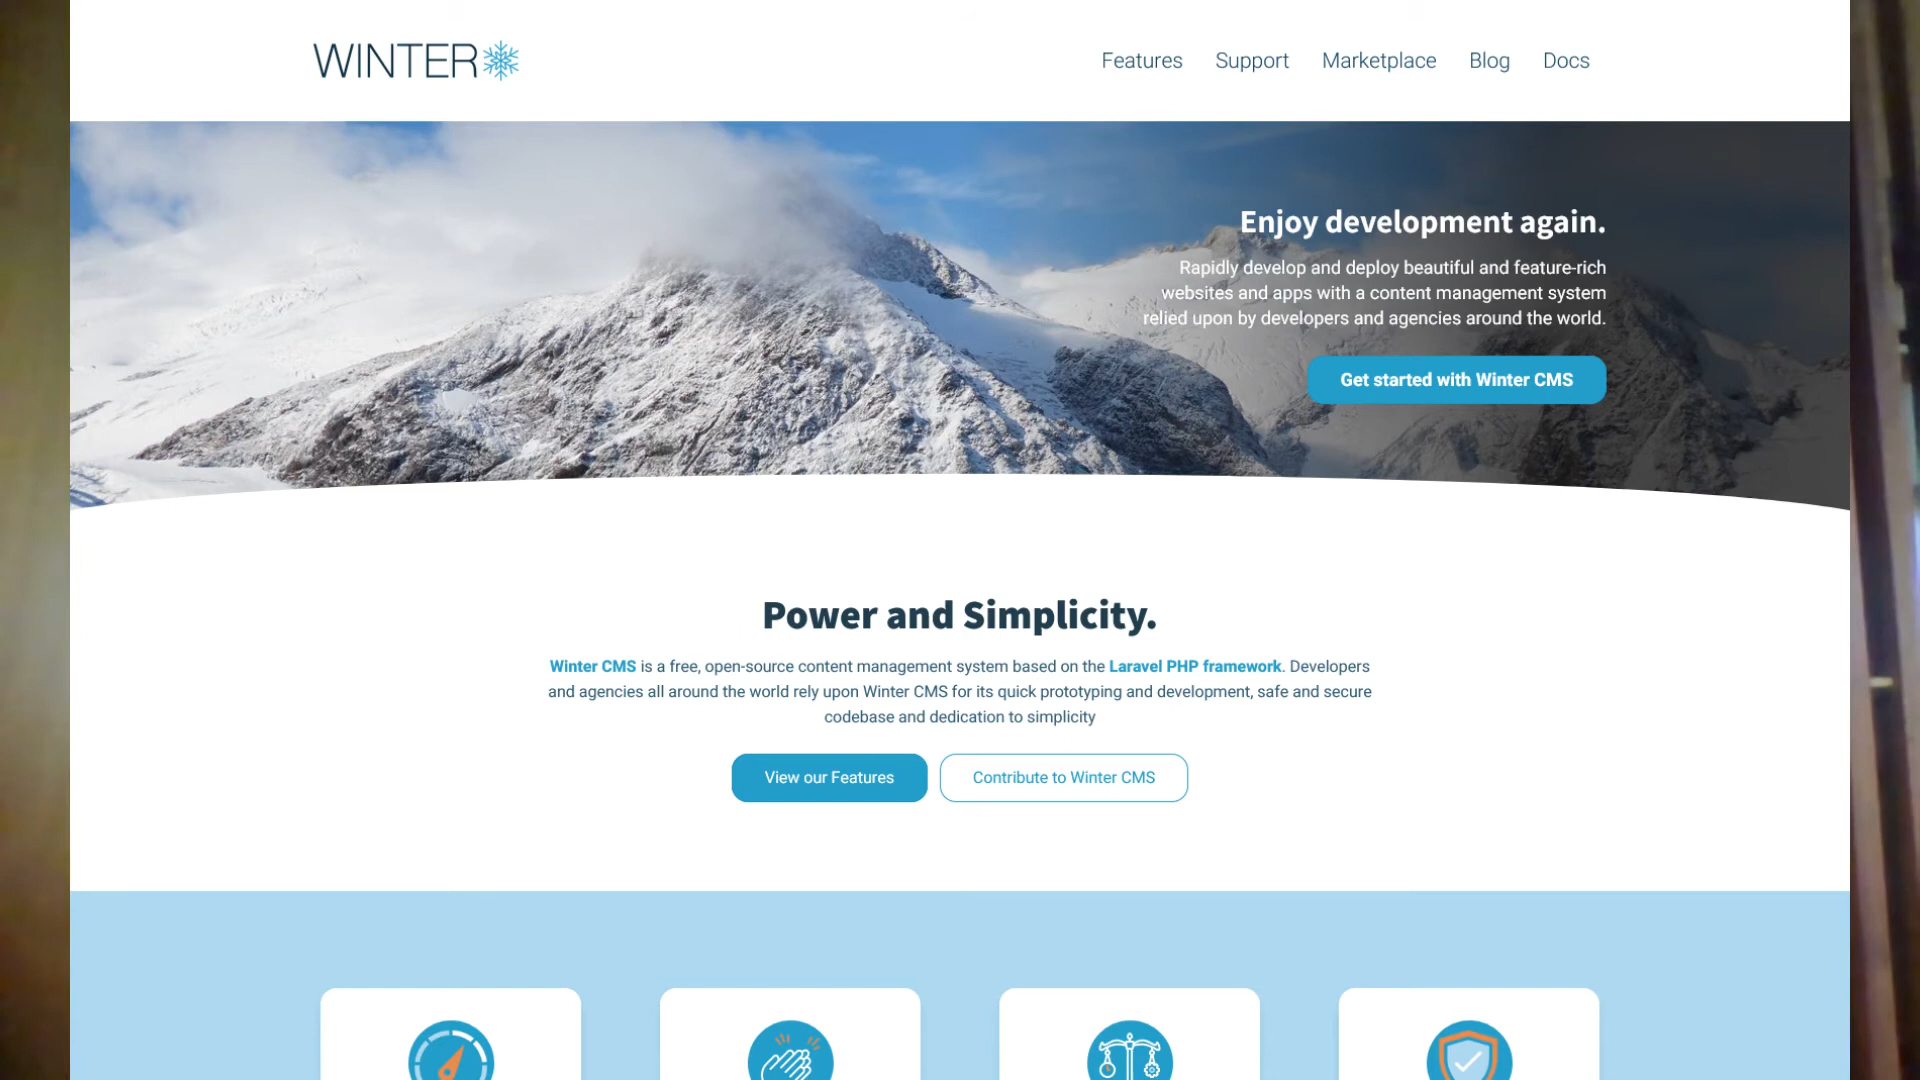 WINTER
Features
Support
Marketplace
Blog
Docs
Enjoy development again.
Rapidly develop and deploy beautiful and feature-rich
websites and apps with a content management system
relied upon by developers and agencies around the world.
Get started with Winter CMS
Power and Simplicity.
Winter CMS is a free, open-source content management system based on the Laravel PHP framework. Developers
and agencies all around the world rely upon Winter CMS for its quick prototyping and development, safe and secure
codebase and dedication to simplicity
View our Features
Contribute to Winter CMS